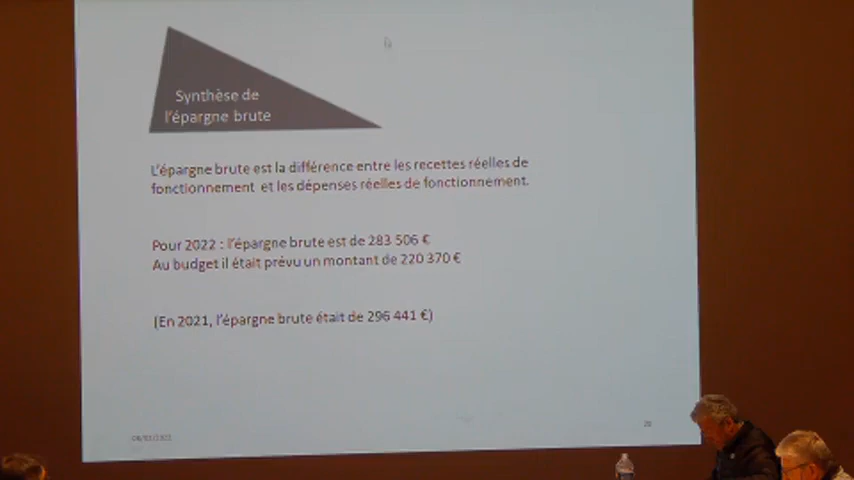 Synthèse de
l'épargne brute
L'épargne brute est la différence entre les recettes réelles de
fonctionnement et les dépenses réelles de fonctionnement.
Pour 2022 : l'épargne brute est de 283 506 €
Au budget il était prévu un montant de 220 370 €
(En 2021, l'épargne brute était de 296 441 €)